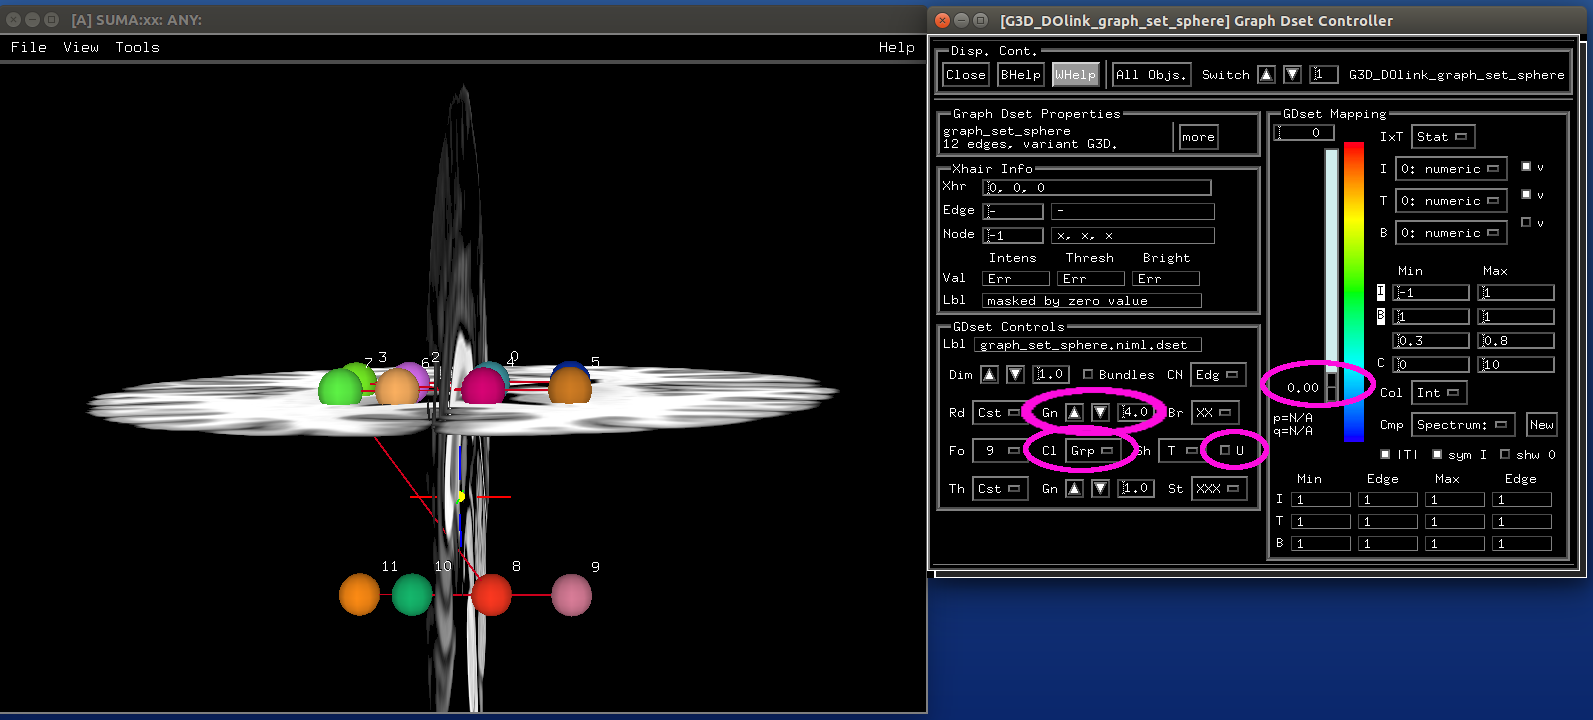 [A] SUMA:xx: ANY:
File View Tools Help
7 3 6 2 4 0 5
11 10 8 9
[G3D_DOlink_graph_set_sphere] Graph Dset Controller
Disp. Cont.
Close BHelp WHelp All Objs. Switch 1 G3D_DOlink_graph_set_sphere
Graph Dset Properties
graph_set_sphere
12 edges, variant G3D.
more
Xhair Info
Xhr 0, 0, 0
Edge - -
Node -1 x, x, x
Intens Thresh Bright
Val Err Err Err
Lbl masked by zero value
GDset Controls
Lbl graph_set_sphere.niml.dset
Dim 1.0 Bundles CN Edg
Rd Cst Gn 4.0 Br XX
Fo 9 Cl Grp Sh T U
Th Cst Gn 1.0 St XXX
GDset Mapping
0
IxT Stat
I 0: numeric v
T 0: numeric v
B 0: numeric v
Min Max
I -1 1
B 1 1
0.3 0.8
C 0 10
0.00
Col Int
p=N/A
q=N/A
Cmp Spectrum: New
|T| sym I shw 0
Min Edge Max Edge
I 1 1 1 1
T 1 1 1 1
B 1 1 1 1